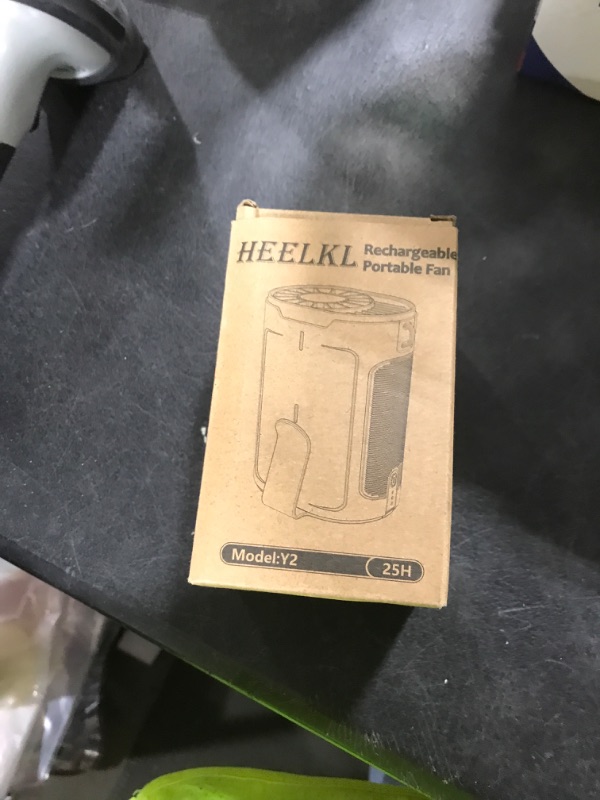 HEELKL
Rechargeable
Portable Fan
Model:Y2
25H